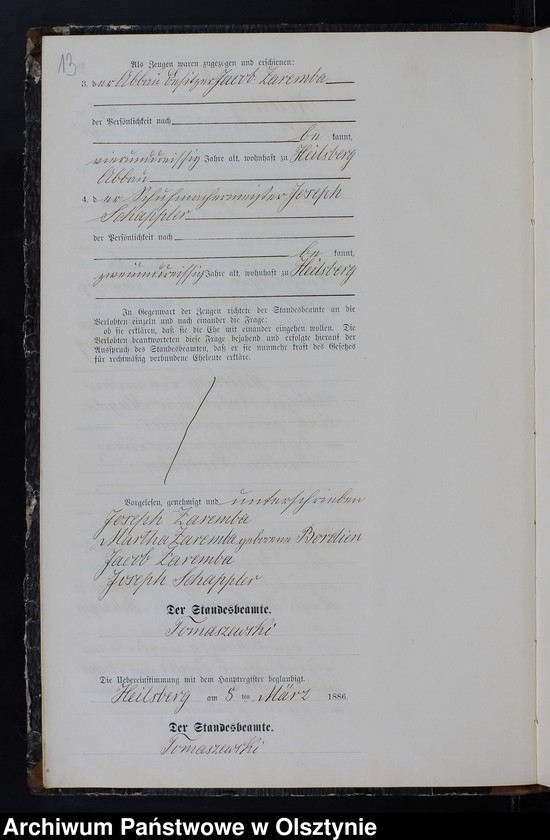 13
Als Zeugen waren zugezogen und erschienen:
3. der Abbau besitzer Jacob Zaremba
der Persönlichkeit nach
be kannt,
vierunddreissig Jahre alt, wohnhaft zu Heilsberg
Abbau
4. der Schuhmachermeister Joseph
Schappler
der Persönlichkeit nach
be kannt,
zweiunddreissig Jahre alt, wohnhaft zu Heilsberg
In Gegenwart der Zeugen richtete der Standesbeamte an die
Verlobten einzeln und nach einander die Frage:
ob sie erklären, daß sie die Ehe mit einander eingehen wollen. Die
Verlobten beantworteten diese Frage bejahend und erfolgte hierauf der
Ausspruch des Standesbeamten, daß er sie nunmehr kraft des Gesetzes
für rechtmäßig verbundene Eheleute erkläre.
Vorgelesen, genehmigt und unterschrieben
Joseph Zaremba
Martha Zaremba geborene Bordien
Jacob Zaremba
Joseph Schappler
Der Standesbeamte.
Tomaszewski
Die Uebereinstimmung mit dem Hauptregister beglaubigt.
Heilsberg am 8 ten März 1886.
Der Standesbeamte.
Tomaszewski
Archiwum Państwowe w Olsztynie